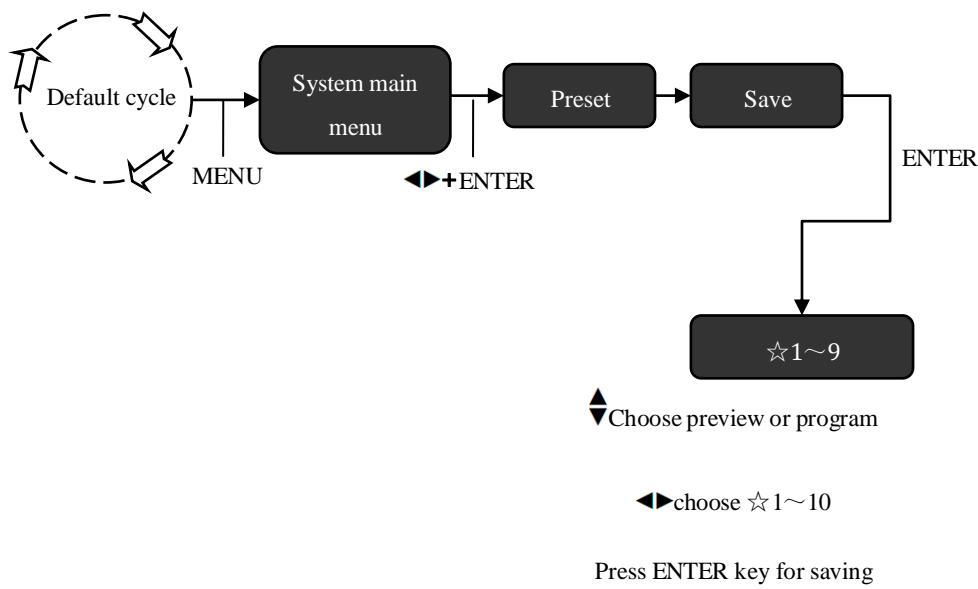 Default cycle
MENU
System main
menu
◀▶+ENTER
Preset
Save
ENTER
☆1～9
▲▼Choose preview or program
◀▶choose ☆1～10
Press ENTER key for saving